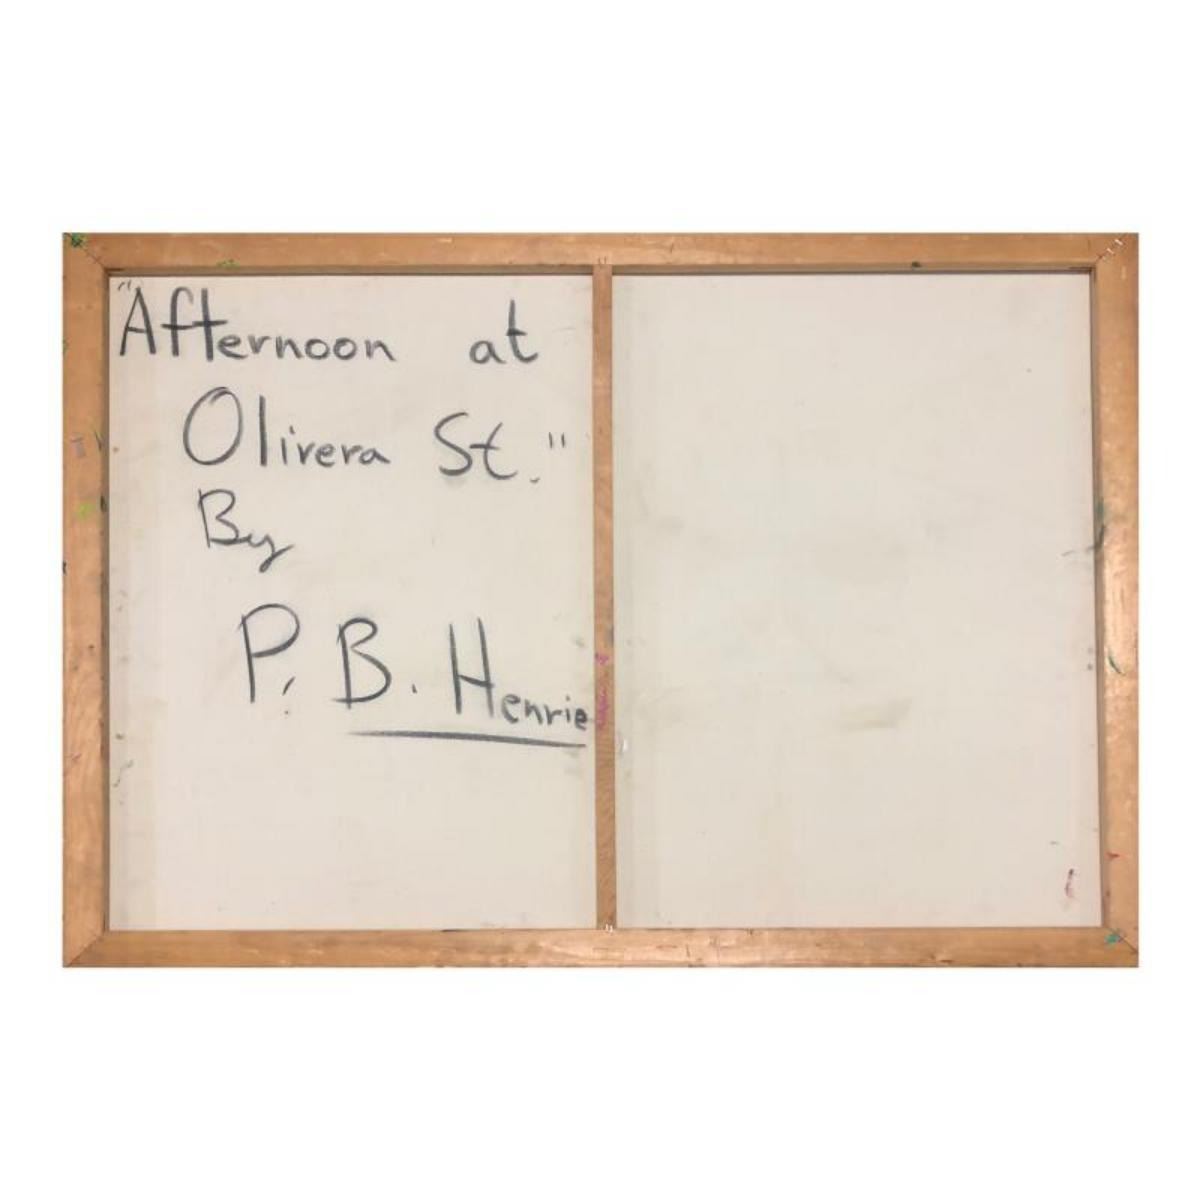 "Afternoon at
Olivera St."
By
P. B. Henrie